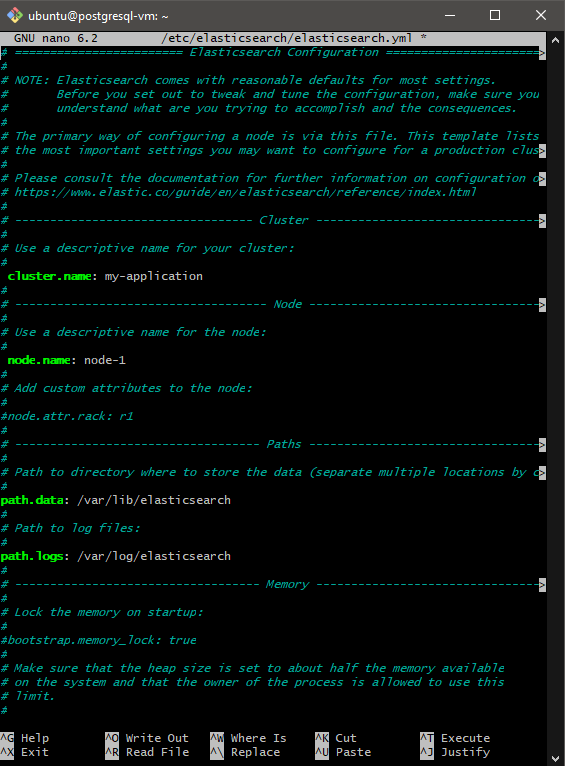 ubuntu@postgresql-vm: ~
GNU nano 6.2 /etc/elasticsearch/elasticsearch.yml *
# ======================== Elasticsearch Configuration ======================>
#
# NOTE: Elasticsearch comes with reasonable defaults for most settings.
#       Before you set out to tweak and tune the configuration, make sure you
#       understand what are you trying to accomplish and the consequences.
#
# The primary way of configuring a node is via this file. This template lists
# the most important settings you may want to configure for a production clus>
#
# Please consult the documentation for further information on configuration o>
# https://www.elastic.co/guide/en/elasticsearch/reference/index.html
#
# ---------------------------------- Cluster -------------------------------->
#
# Use a descriptive name for your cluster:
#
 cluster.name: my-application
#
# ------------------------------------ Node --------------------------------->
#
# Use a descriptive name for the node:
#
 node.name: node-1
#
# Add custom attributes to the node:
#
#node.attr.rack: r1
#
# ----------------------------------- Paths --------------------------------->
#
# Path to directory where to store the data (separate multiple locations by c>
#
path.data: /var/lib/elasticsearch
#
# Path to log files:
#
path.logs: /var/log/elasticsearch
#
# ----------------------------------- Memory -------------------------------->
#
# Lock the memory on startup:
#
#bootstrap.memory_lock: true
#
# Make sure that the heap size is set to about half the memory available
# on the system and that the owner of the process is allowed to use this
# limit.
#
^G Help ^O Write Out ^W Where Is ^K Cut ^T Execute
^X Exit ^R Read File ^\ Replace ^U Paste ^J Justify